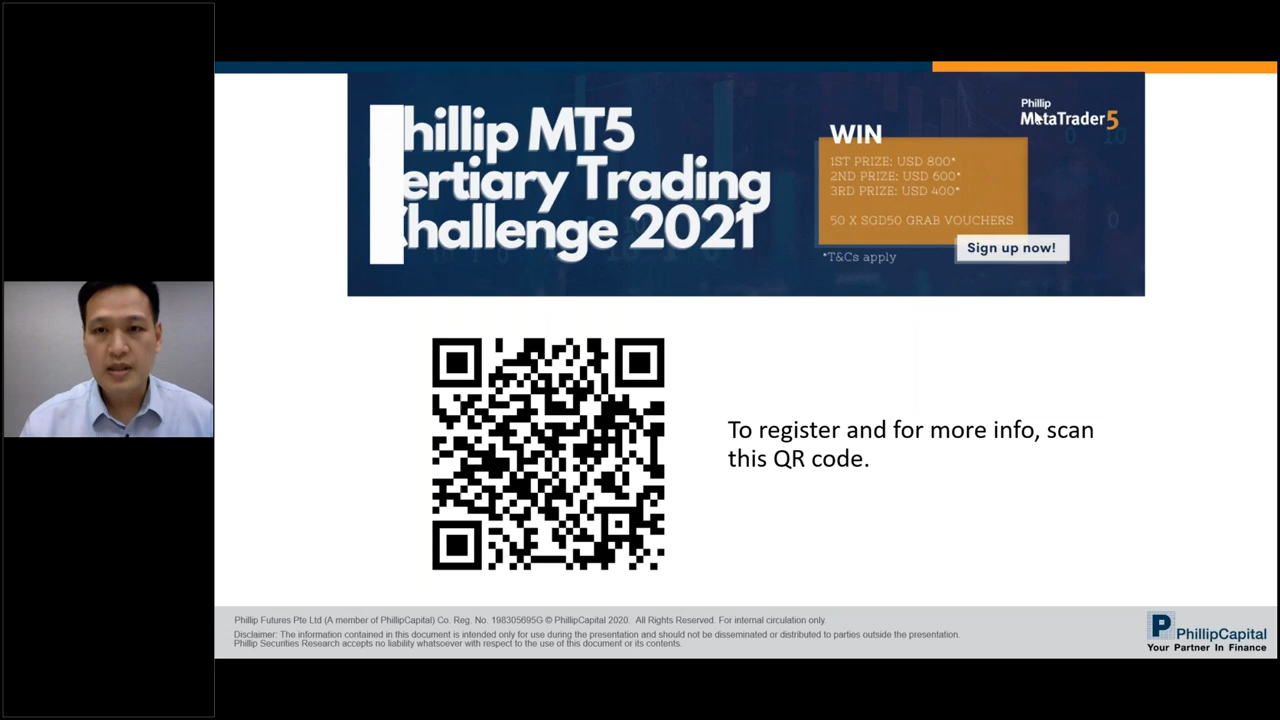 Phillip MT5
Tertiary Trading
Challenge 2021
WIN
1ST PRIZE: USD 800*
2ND PRIZE: USD 600*
3RD PRIZE: USD 400*
50 X SGD50 GRAB VOUCHERS
Sign up now!
*T&Cs apply
Phillip
MetaTrader 5
To register and for more info, scan
this QR code.
Phillip Futures Pte Ltd (A member of PhillipCapital) Co. Reg. No. 198305695G © PhillipCapital 2020. All Rights Reserved. For internal circulation only.
Disclaimer: The information contained in this document is intended only for use during the presentation and should not be disseminated or distributed to parties outside the presentation.
Phillip Securities Research accepts no liability whatsoever with respect to the use of this document or its contents.
P PhillipCapital
Your Partner In Finance